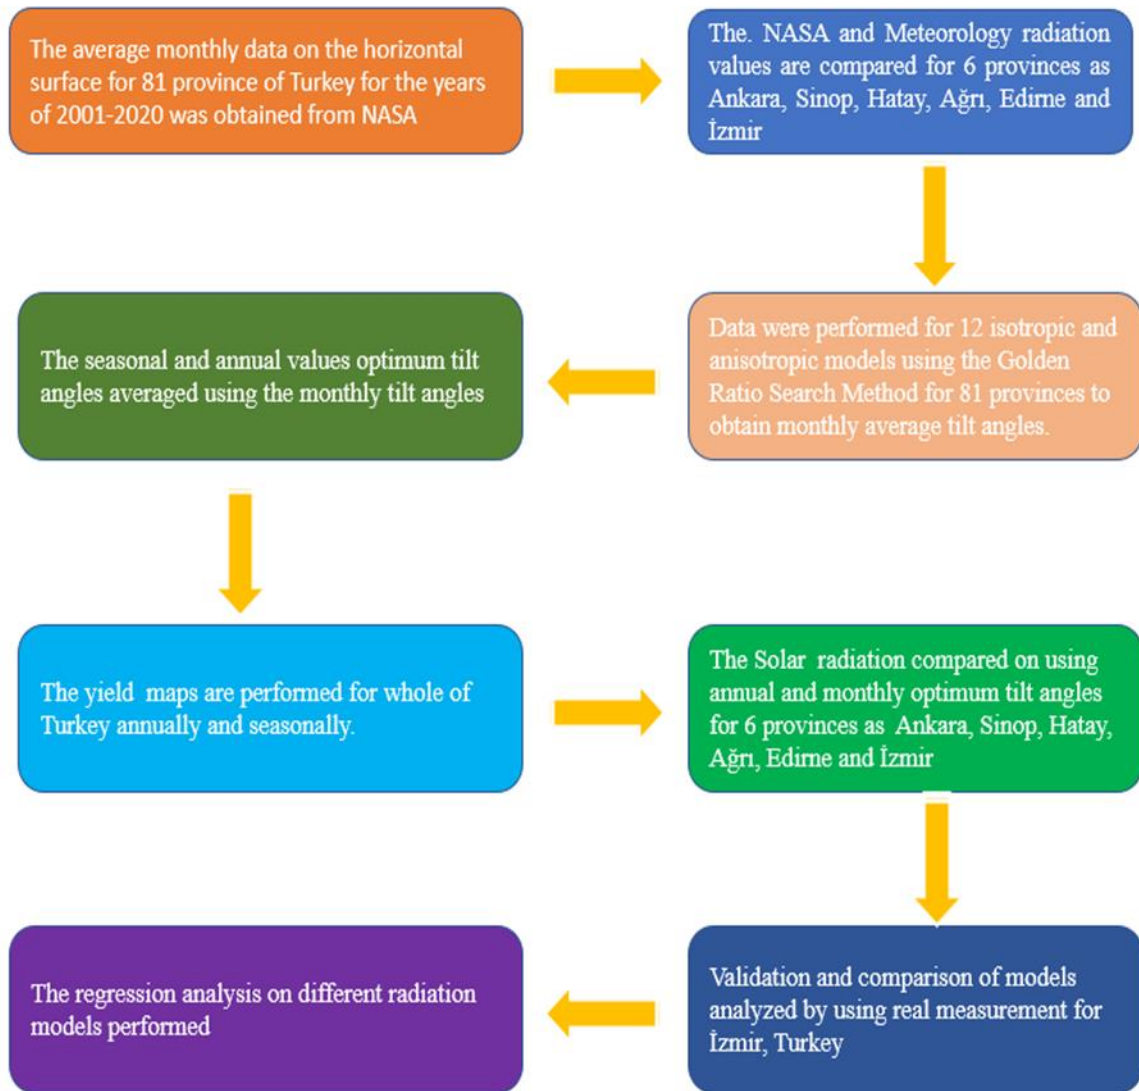 The average monthly data on the horizontal
surface for 81 province of Turkey for the years
of 2001-2020 was obtained from NASA
The. NASA and Meteorology radiation
values are compared for 6 provinces as
Ankara, Sinop, Hatay, Ağrı, Edirne and
İzmir
Data were performed for 12 isotropic and
anisotropic models using the Golden
Ratio Search Method for 81 provinces to
obtain monthly average tilt angles.
The seasonal and annual values optimum tilt
angles averaged using the monthly tilt angles
The yield maps are performed for whole of
Turkey annually and seasonally.
The Solar radiation compared on using
annual and monthly optimum tilt angles
for 6 provinces as Ankara, Sinop, Hatay,
Ağrı, Edirne and İzmir
Validation and comparison of models
analyzed by using real measurement for
İzmir, Turkey
The regression analysis on different radiation
models performed